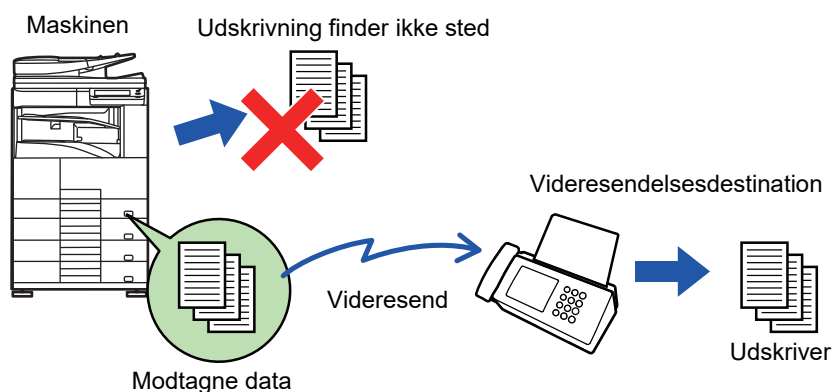 Maskinen
Udskrivning finder ikke sted
Videresendelsesdestination
Videresend
Udskriver
Modtagne data